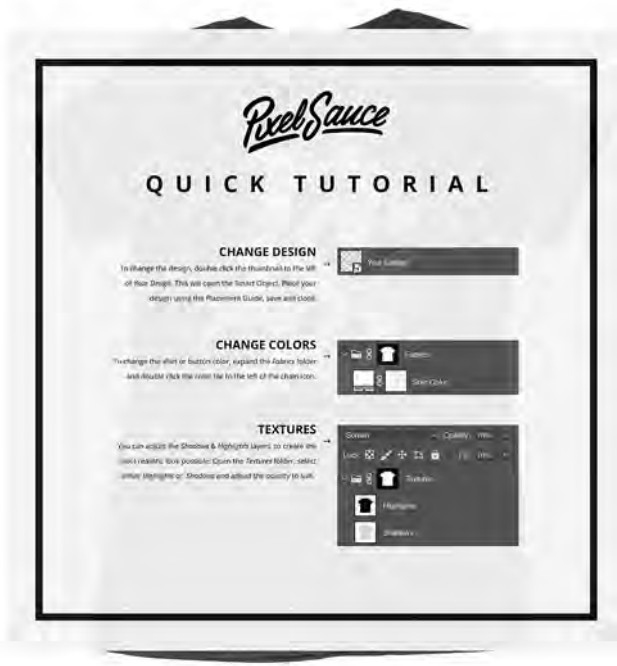 PixelSauce
QUICK TUTORIAL
CHANGE DESIGN
To change the design, double click the thumbnail to the left
of Your Design. This will open the Smart Object. Place your
design using the Placement Guide, save and close.
Your Design
CHANGE COLORS
To change the shirt or button color, expand the Fabrics folder
and double click the color tile to the left of the chain icon.
Fabrics
Shirt Color
TEXTURES
You can adjust the Shadows & Highlights layers, to create the
most realistic look possible. Open the Textures folder, select
either Highlights or Shadows and adjust the opacity to suit.
Screen Opacity:
Lock: Fill:
Textures
Highlights
Shadows